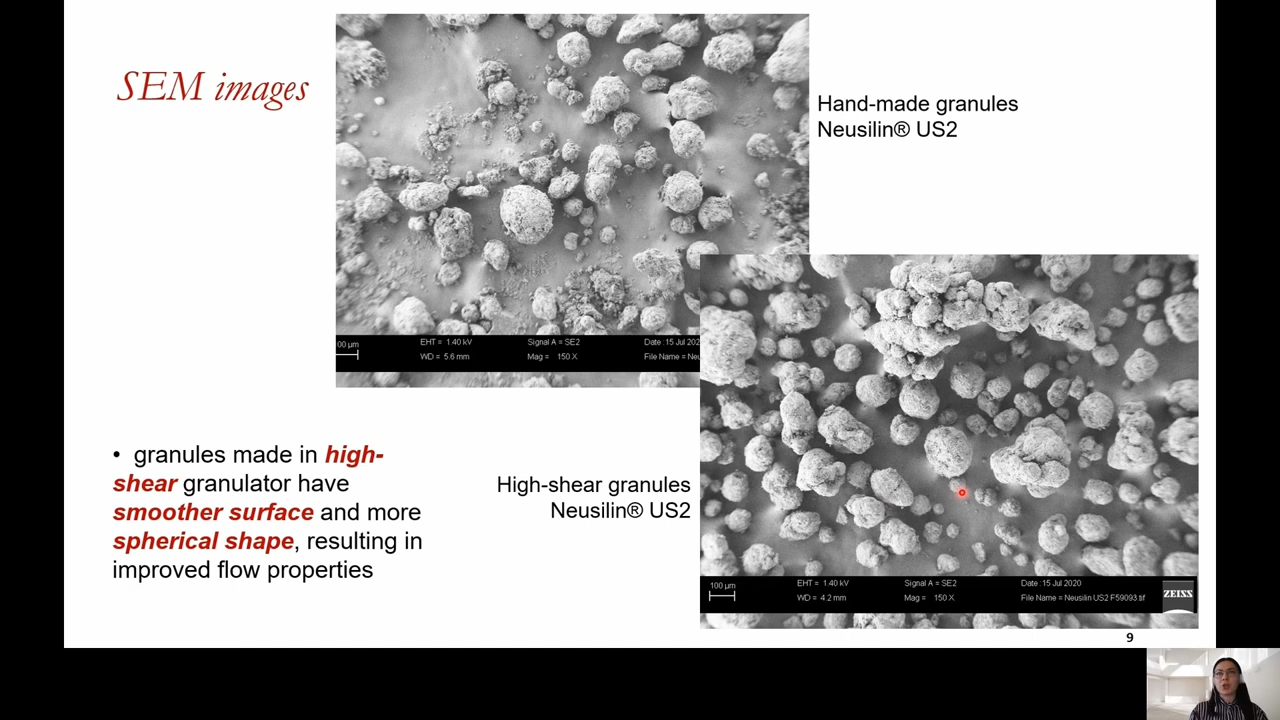 SEM images
Hand-made granules
Neusilin® US2
00 µm
EHT = 1.40 kV
Signal A = SE2
Date :15 Jul 202
WD = 5.6 mm
Mag = 150 X
File Name = Neu
• granules made in high-
shear granulator have
smoother surface and more
spherical shape, resulting in
improved flow properties
High-shear granules
Neusilin® US2
100 µm
EHT = 1.40 kV
Signal A = SE2
Date :15 Jul 2020
WD = 4.2 mm
Mag = 150 X
File Name = Neusilin US2 F59093.tif
ZEISS
9